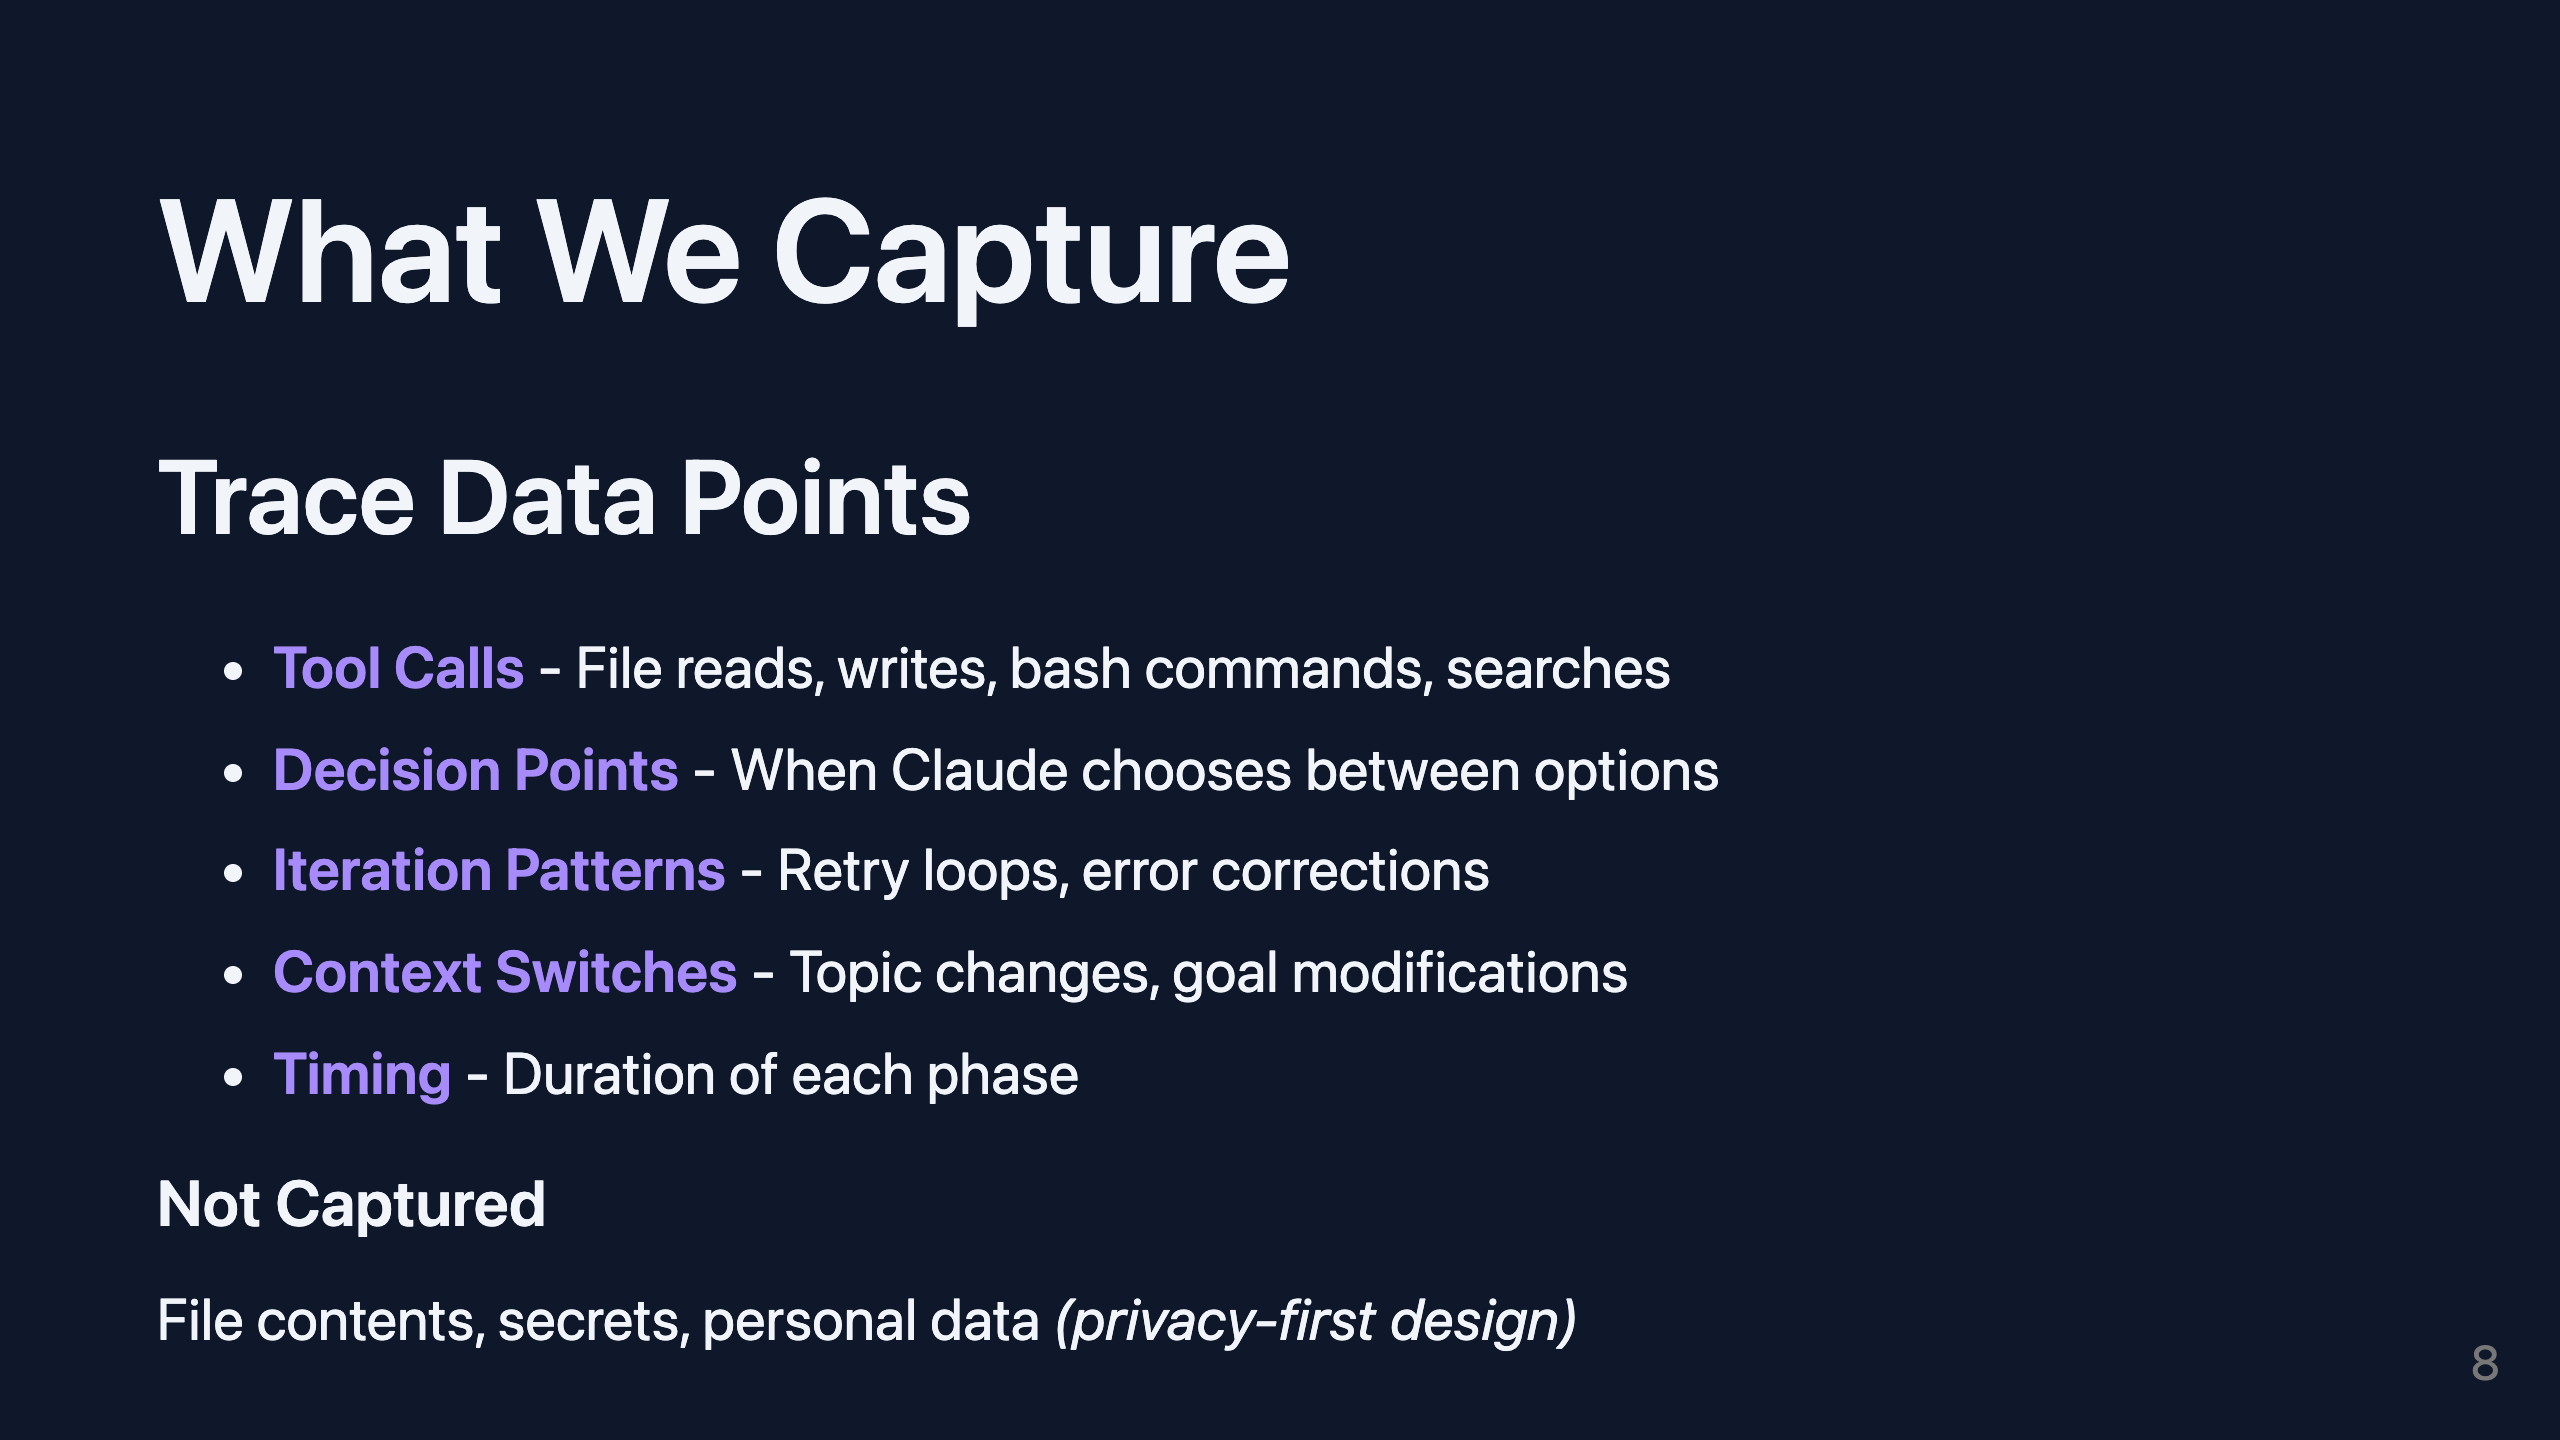 What We Capture
Trace Data Points
• Tool Calls - File reads, writes, bash commands, searches
• Decision Points - When Claude chooses between options
• Iteration Patterns - Retry loops, error corrections
• Context Switches - Topic changes, goal modifications
• Timing - Duration of each phase
Not Captured
File contents, secrets, personal data (privacy-first design)
8